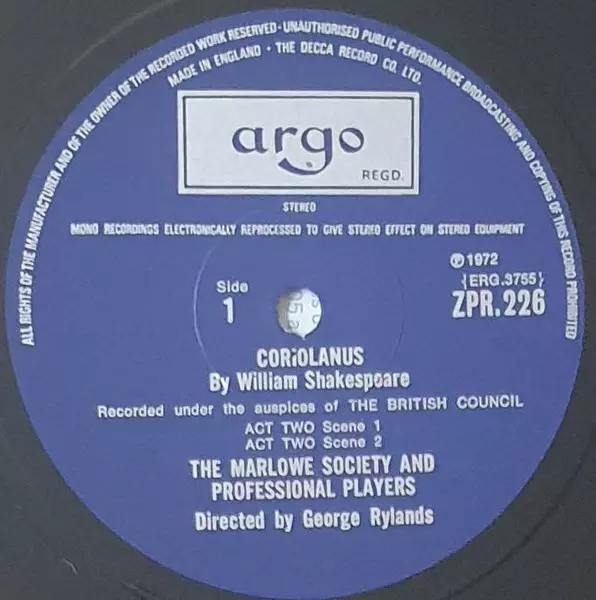 ALL RIGHTS OF THE MANUFACTURER AND OF THE OWNER OF THE RECORDED WORK RESERVED · UNAUTHORISED PUBLIC PERFORMANCE BROADCASTING AND COPYING OF THIS RECORD PROHIBITED
MADE IN ENGLAND · THE DECCA RECORD CO. LTD.
argo
REGD.
STEREO
MONO RECORDINGS ELECTRONICALLY REPROCESSED TO GIVE STEREO EFFECT ON STEREO EQUIPMENT
℗ 1972
{ERG.3755}
ZPR.226
Side
1
CORiOLANUS
By William Shakespeare
Recorded under the auspices of THE BRITISH COUNCIL
ACT TWO Scene 1
ACT TWO Scene 2
THE MARLOWE SOCIETY AND
PROFESSIONAL PLAYERS
Directed by George Rylands